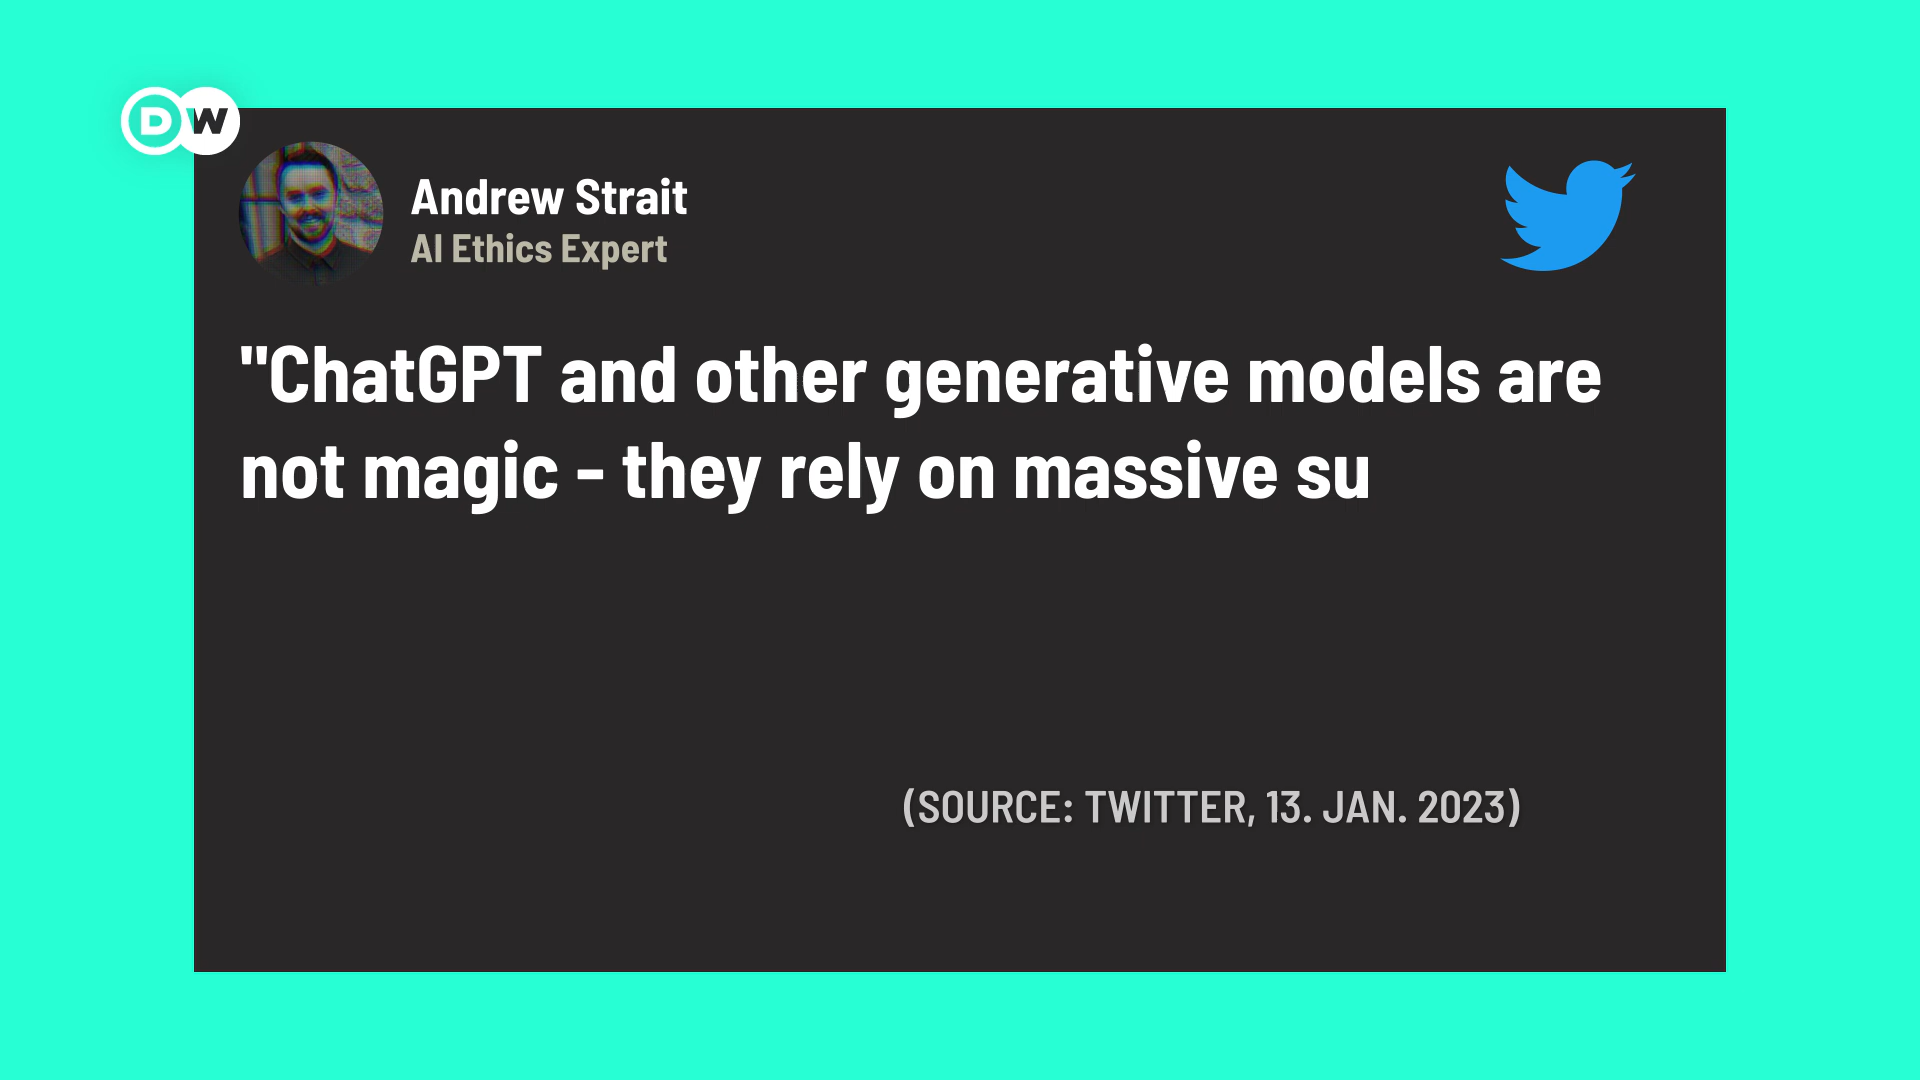 DW
Andrew Strait
AI Ethics Expert
"ChatGPT and other generative models are
not magic - they rely on massive su
(SOURCE: TWITTER, 13. JAN. 2023)